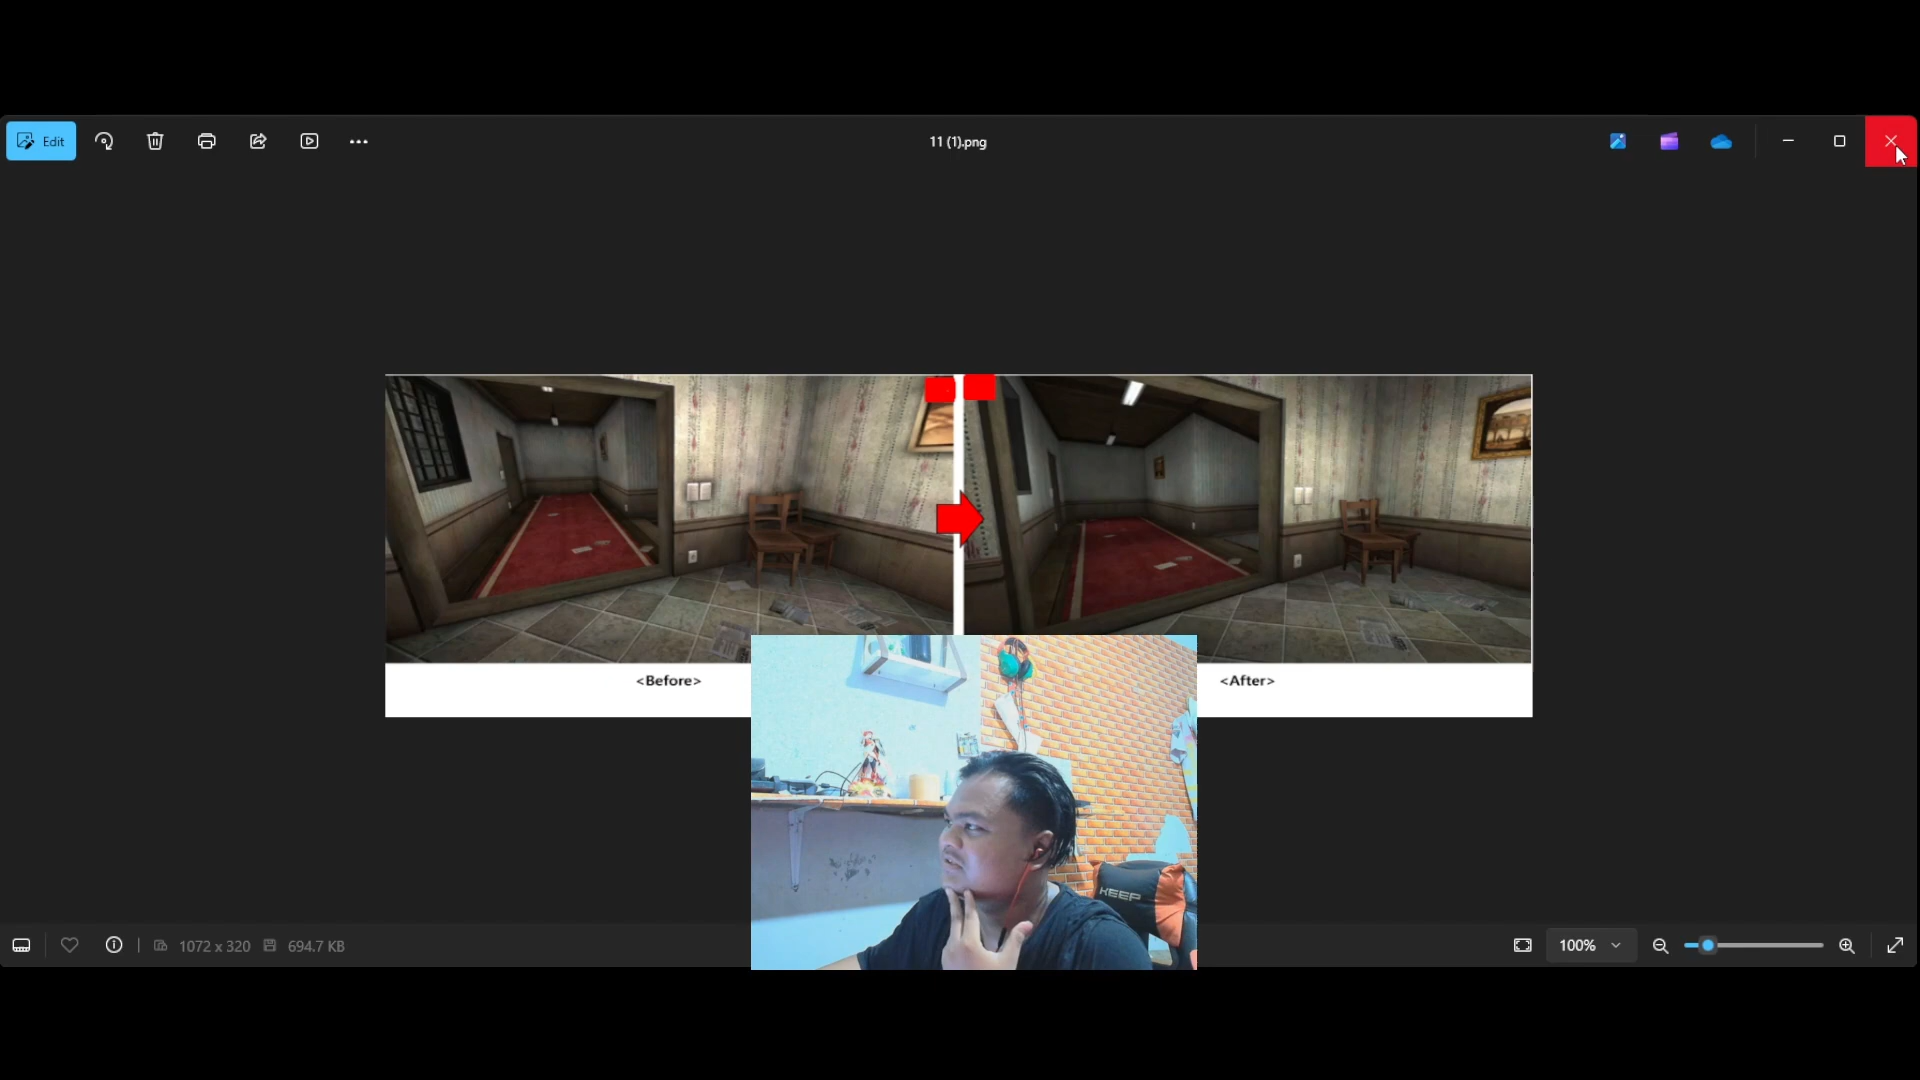 Edit
11 (1).png
<Before>
<After>
KEEP
1072 x 320
694.7 KB
100%